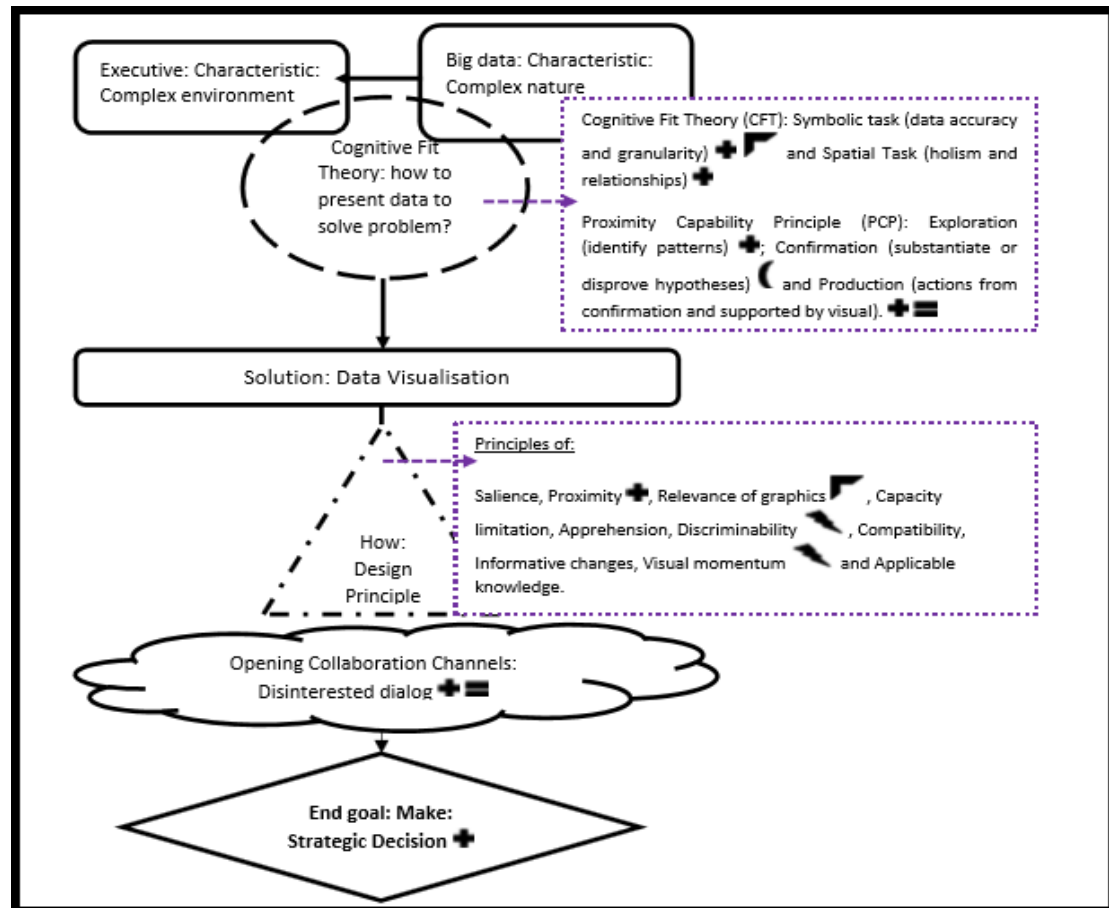 Executive: Characteristic:
Complex environment
Big data: Characteristic:
Complex nature
Cognitive Fit
Theory: how to
present data to
solve problem?
Cognitive Fit Theory (CFT): Symbolic task (data accuracy
and granularity) and Spatial Task (holism and
relationships)
Proximity Capability Principle (PCP): Exploration
(identify patterns) ; Confirmation (substantiate or
disprove hypotheses) and Production (actions from
confirmation and supported by visual).
Solution: Data Visualisation
Principles of:
Salience, Proximity , Relevance of graphics , Capacity
limitation, Apprehension, Discriminability , Compatibility,
Informative changes, Visual momentum and Applicable
knowledge.
How:
Design
Principle
Opening Collaboration Channels:
Disinterested dialog
End goal: Make:
Strategic Decision